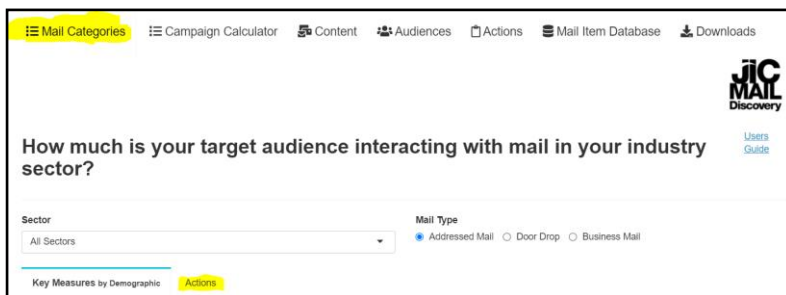 Mail Categories Campaign Calculator Content Audiences Actions Mail Item Database Downloads
JiC
MAIL
Discovery
How much is your target audience interacting with mail in your industry
sector?
Users
Guide
Sector Mail Type
All Sectors Addressed Mail Door Drop Business Mail
Key Measures by Demographic Actions